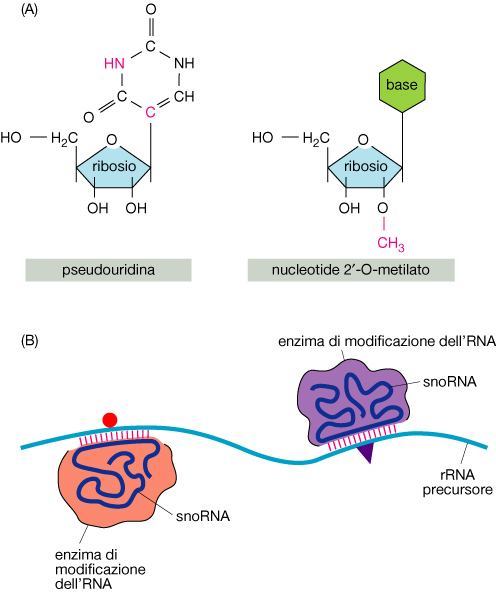 (A)
O
C
HN
NH
C
CH
O
C
HO
H₂C
O
ribosio
OH
OH
pseudouridina
base
HO
H₂C
O
ribosio
OH
O
CH₃
nucleotide 2′-O-metilato
(B)
enzima di modificazione dell'RNA
snoRNA
rRNA
precursore
snoRNA
enzima di
modificazione
dell'RNA